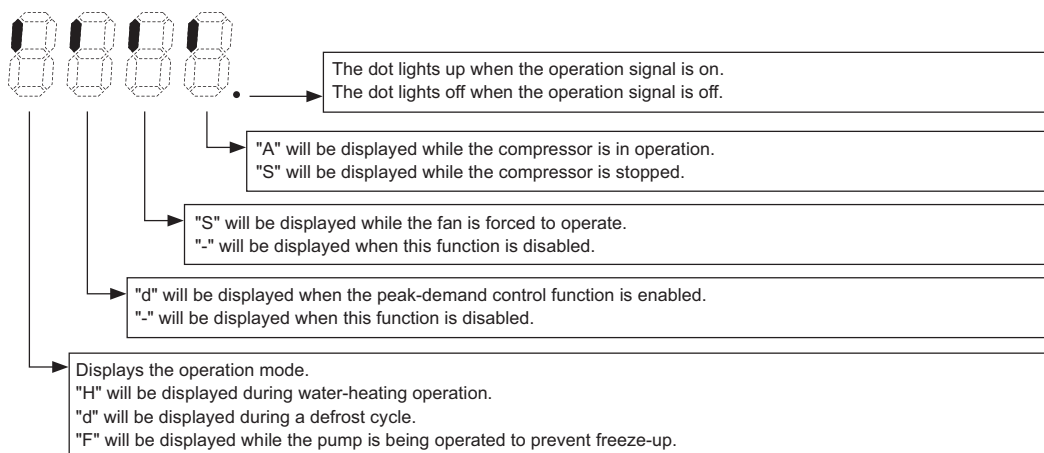 The dot lights up when the operation signal is on.
The dot lights off when the operation signal is off.
"A" will be displayed while the compressor is in operation.
"S" will be displayed while the compressor is stopped.
"S" will be displayed while the fan is forced to operate.
"-" will be displayed when this function is disabled.
"d" will be displayed when the peak-demand control function is enabled.
"-" will be displayed when this function is disabled.
Displays the operation mode.
"H" will be displayed during water-heating operation.
"d" will be displayed during a defrost cycle.
"F" will be displayed while the pump is being operated to prevent freeze-up.